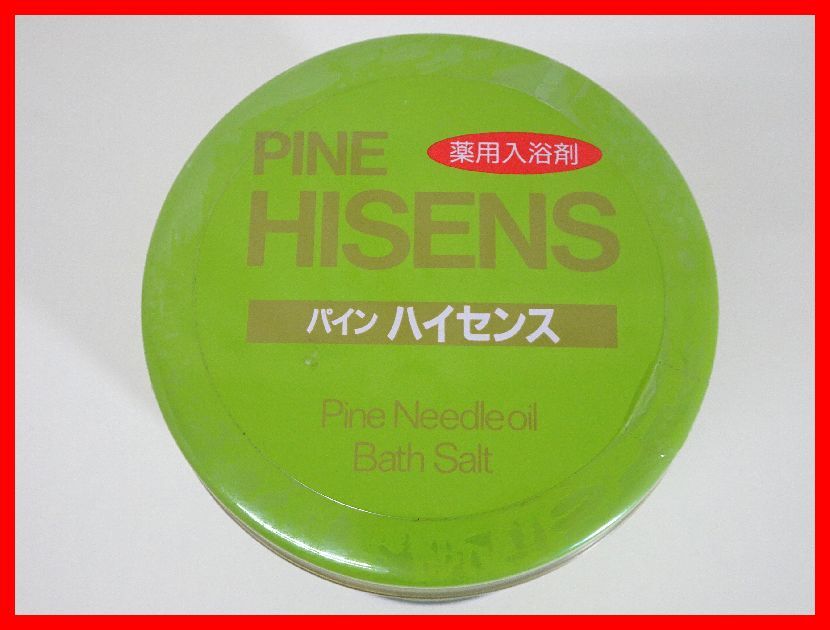 PINE
薬用入浴剤
HISENS
パイン ハイセンス
Pine Needle oil
Bath Salt